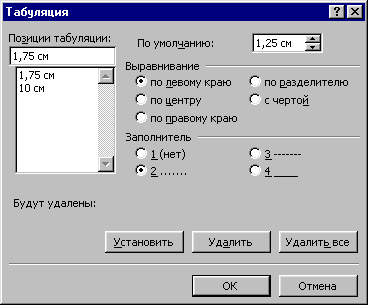 Табуляция
Позиции табуляции:
По умолчанию:
1,25 см
1,75 см
1,75 см
10 см
Выравнивание
по левому краю
по разделителю
по центру
с чертой
по правому краю
Заполнитель
1 (нет)
3 -------
2 .......
4 ____
Будут удалены:
Установить
Удалить
Удалить все
OK
Отмена